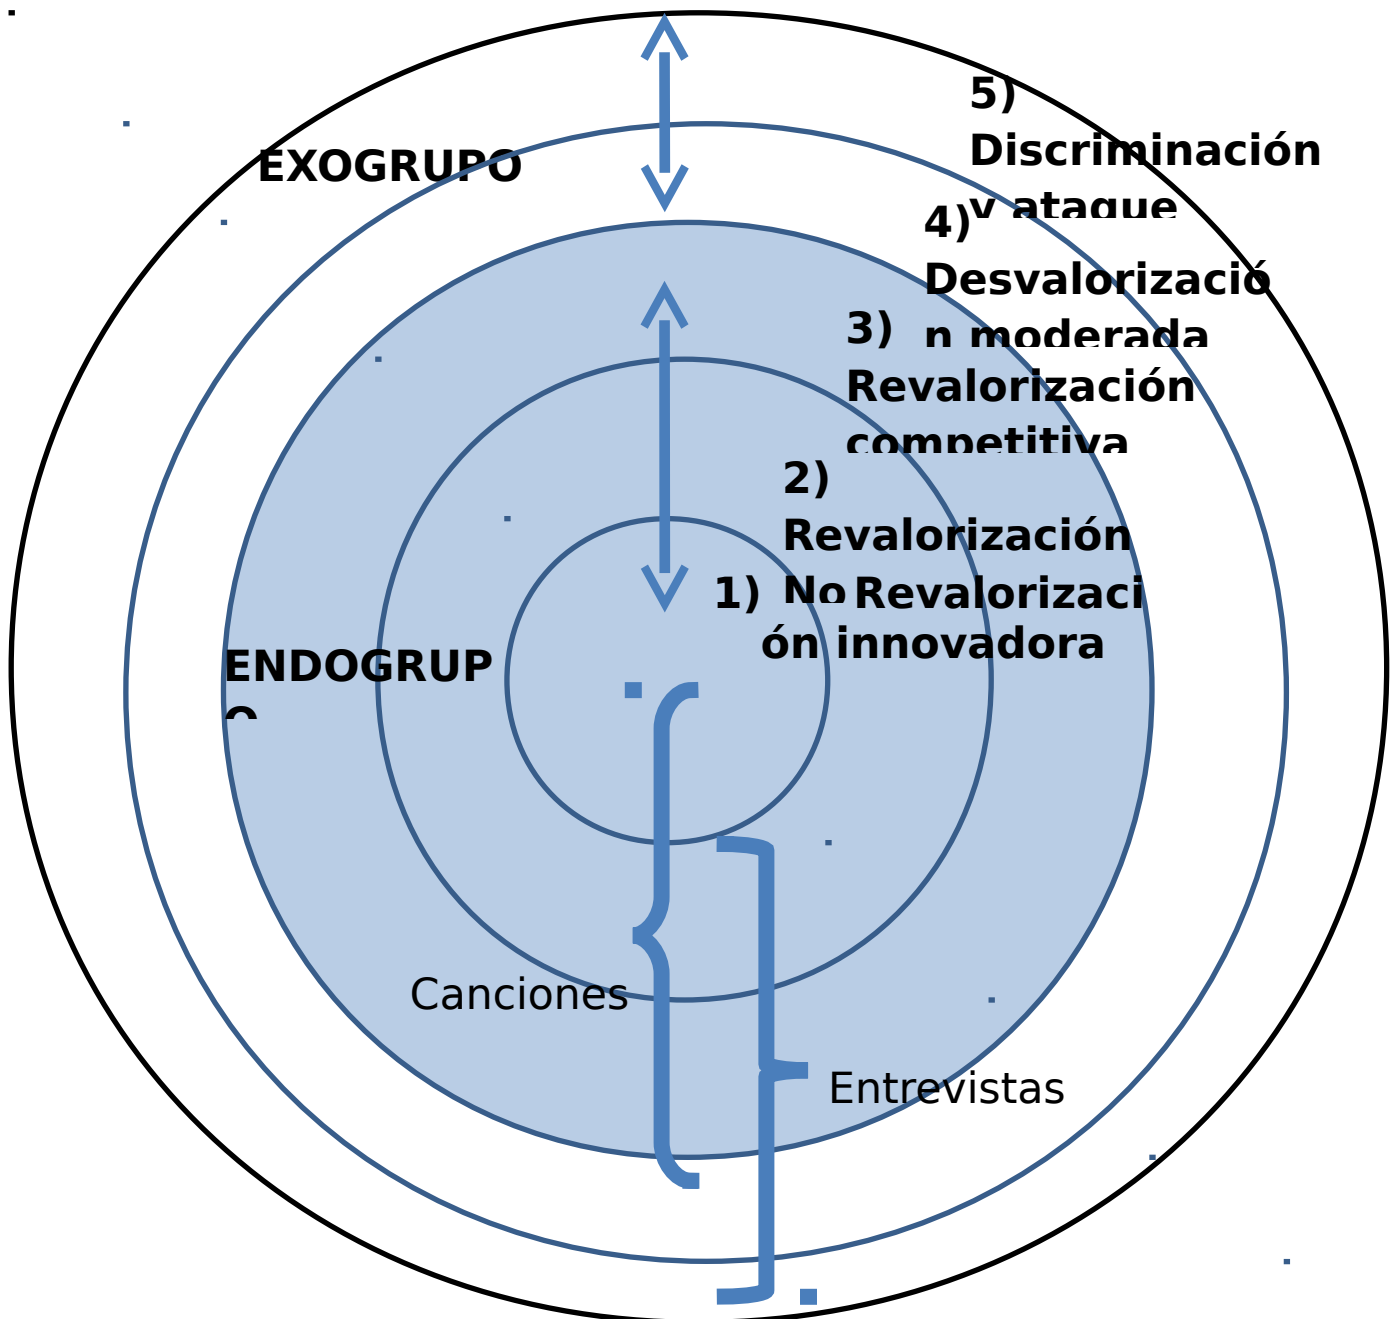 5)
Discriminación
y ataque
EXOGRUPO
4)
Desvalorizació
n moderada
3)
Revalorización
competitiva
2)
Revalorización
No
1) Revalorizaci
ón innovadora
ENDOGRUP
O
Canciones
Entrevistas